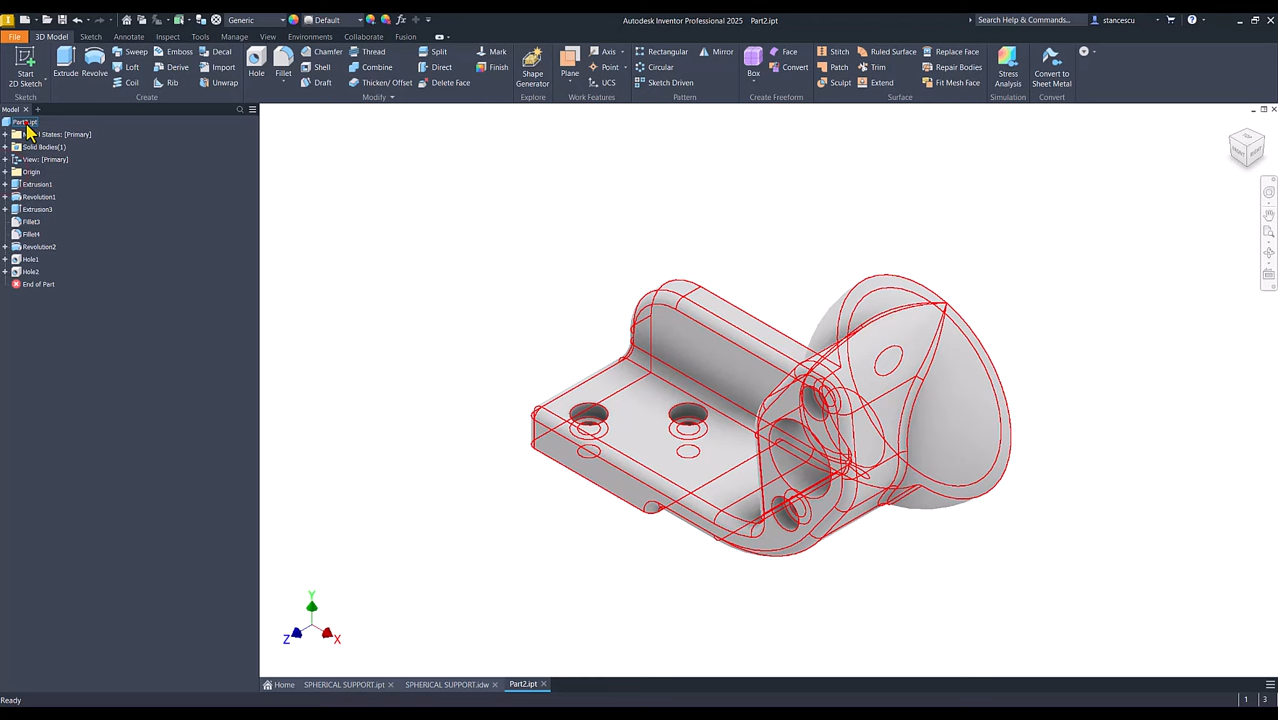 Generic
Default
Autodesk Inventor Professional 2025 Part2.ipt
Search Help & Commands...
stancescu
File 3D Model Sketch Annotate Inspect Tools Manage View Environments Collaborate Fusion
Start
2D Sketch
Sketch
Extrude
Revolve
Sweep
Emboss
Decal
Loft
Derive
Import
Coil
Rib
Unwrap
Create
Hole
Fillet
Chamfer
Thread
Split
Mark
Shell
Combine
Direct
Finish
Draft
Thicken/ Offset
Delete Face
Modify
Shape
Generator
Explore
Plane
Axis
Point
UCS
Work Features
Rectangular
Mirror
Circular
Sketch Driven
Pattern
Box
Face
Convert
Create Freeform
Stitch
Ruled Surface
Replace Face
Patch
Trim
Repair Bodies
Sculpt
Extend
Fit Mesh Face
Surface
Stress
Analysis
Simulation
Convert to
Sheet Metal
Convert
Model
States: [Primary]
Solid Bodies(1)
View: [Primary]
Origin
Extrusion1
Revolution1
Extrusion3
Fillet3
Fillet4
Revolution2
Hole1
Hole2
End of Part
TOP
FRONT
RIGHT
Y
Z
X
Home
SPHERICAL SUPPORT.ipt
SPHERICAL SUPPORT.idw
Part2.ipt
Ready
1
3